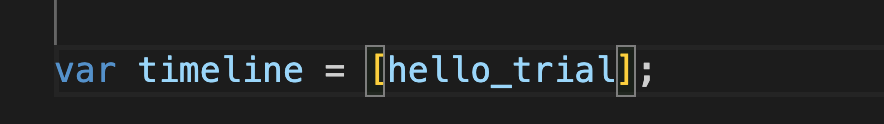 var timeline = [hello_trial];